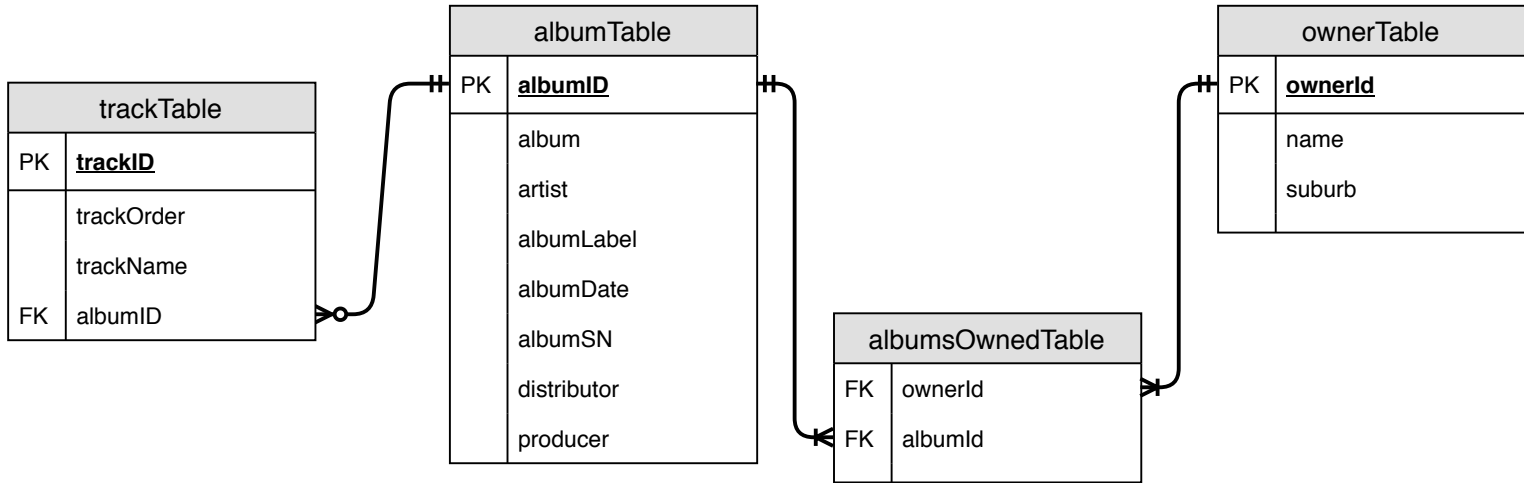 trackTable
PK trackID
trackOrder
trackName
FK albumID
albumTable
PK albumID
album
artist
albumLabel
albumDate
albumSN
distributor
producer
albumsOwnedTable
FK ownerId
FK albumId
ownerTable
PK ownerId
name
suburb